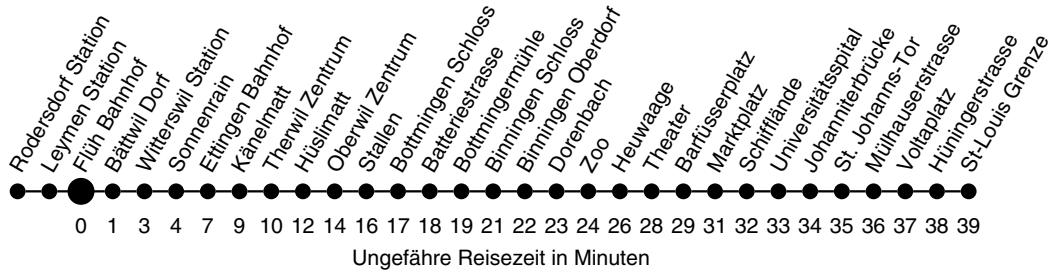 Rodersdorf Station
Leymen Station
Flüh Bahnhof
Bättwil Dorf
Witterswil Station
Sonnenrain
Ettingen Bahnhof
Känelmatt
Therwil Zentrum
Hüslimatt
Oberwil Zentrum
Stallen
Bottmingen Schloss
Batteriestrasse
Bottmingermühle
Binningen Schloss
Binningen Oberdorf
Dorenbach
Zoo
Heuwaage
Theater
Barfüsserplatz
Marktplatz
Schifflände
Universitätsspital
Johanniterbrücke
St. Johanns-Tor
Mülhauserstrasse
Voltaplatz
Hüningerstrasse
St-Louis Grenze
0 1 3 4 7 9 10 12 14 16 17 18 19 21 22 23 24 26 28 29 31 32 33 34 35 36 37 38 39
Ungefähre Reisezeit in Minuten